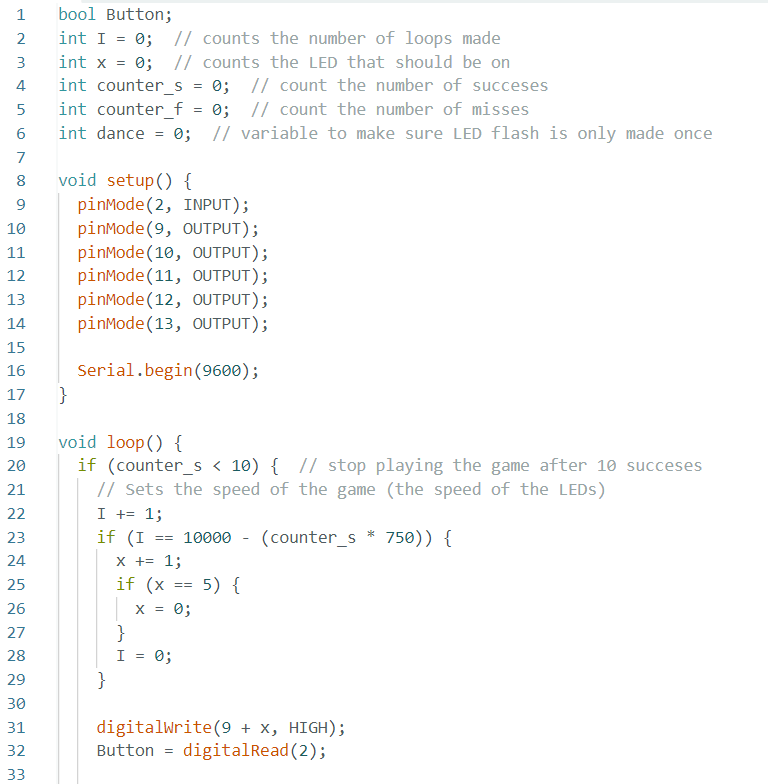 1 bool Button;
2 int I = 0;  // counts the number of loops made
3 int x = 0;  // counts the LED that should be on
4 int counter_s = 0;  // count the number of succeses
5 int counter_f = 0;  // count the number of misses
6 int dance = 0;  // variable to make sure LED flash is only made once
7
8 void setup() {
9   pinMode(2, INPUT);
10   pinMode(9, OUTPUT);
11   pinMode(10, OUTPUT);
12   pinMode(11, OUTPUT);
13   pinMode(12, OUTPUT);
14   pinMode(13, OUTPUT);
15
16   Serial.begin(9600);
17 }
18
19 void loop() {
20   if (counter_s < 10) {  // stop playing the game after 10 succeses
21     // Sets the speed of the game (the speed of the LEDs)
22     I += 1;
23     if (I == 10000 - (counter_s * 750)) {
24       x += 1;
25       if (x == 5) {
26         x = 0;
27       }
28       I = 0;
29     }
30
31     digitalWrite(9 + x, HIGH);
32     Button = digitalRead(2);
33